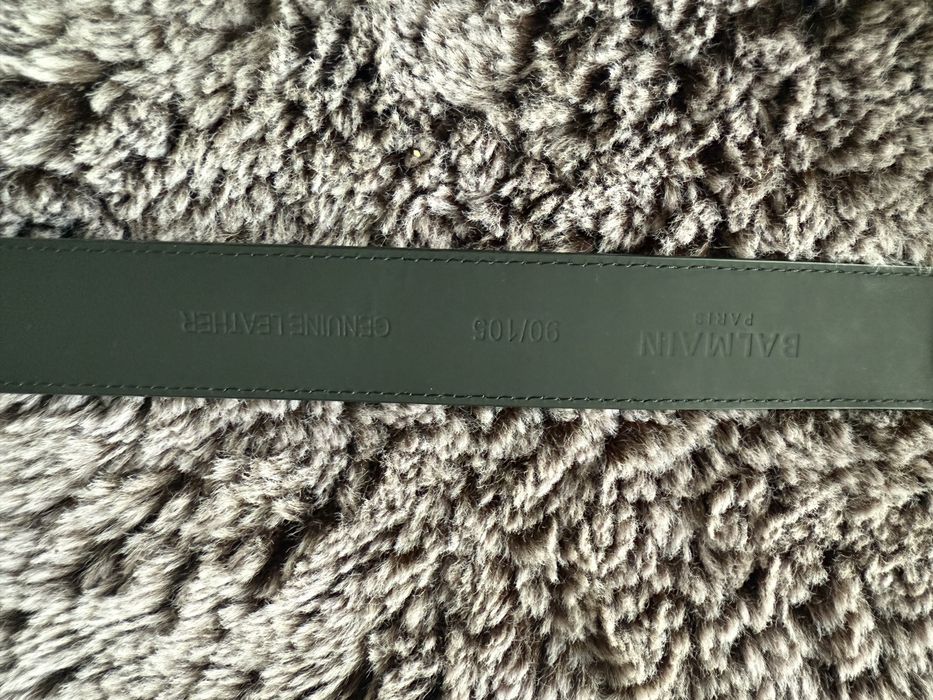 BALMAIN
PARIS
90/105
GENUINE LEATHER